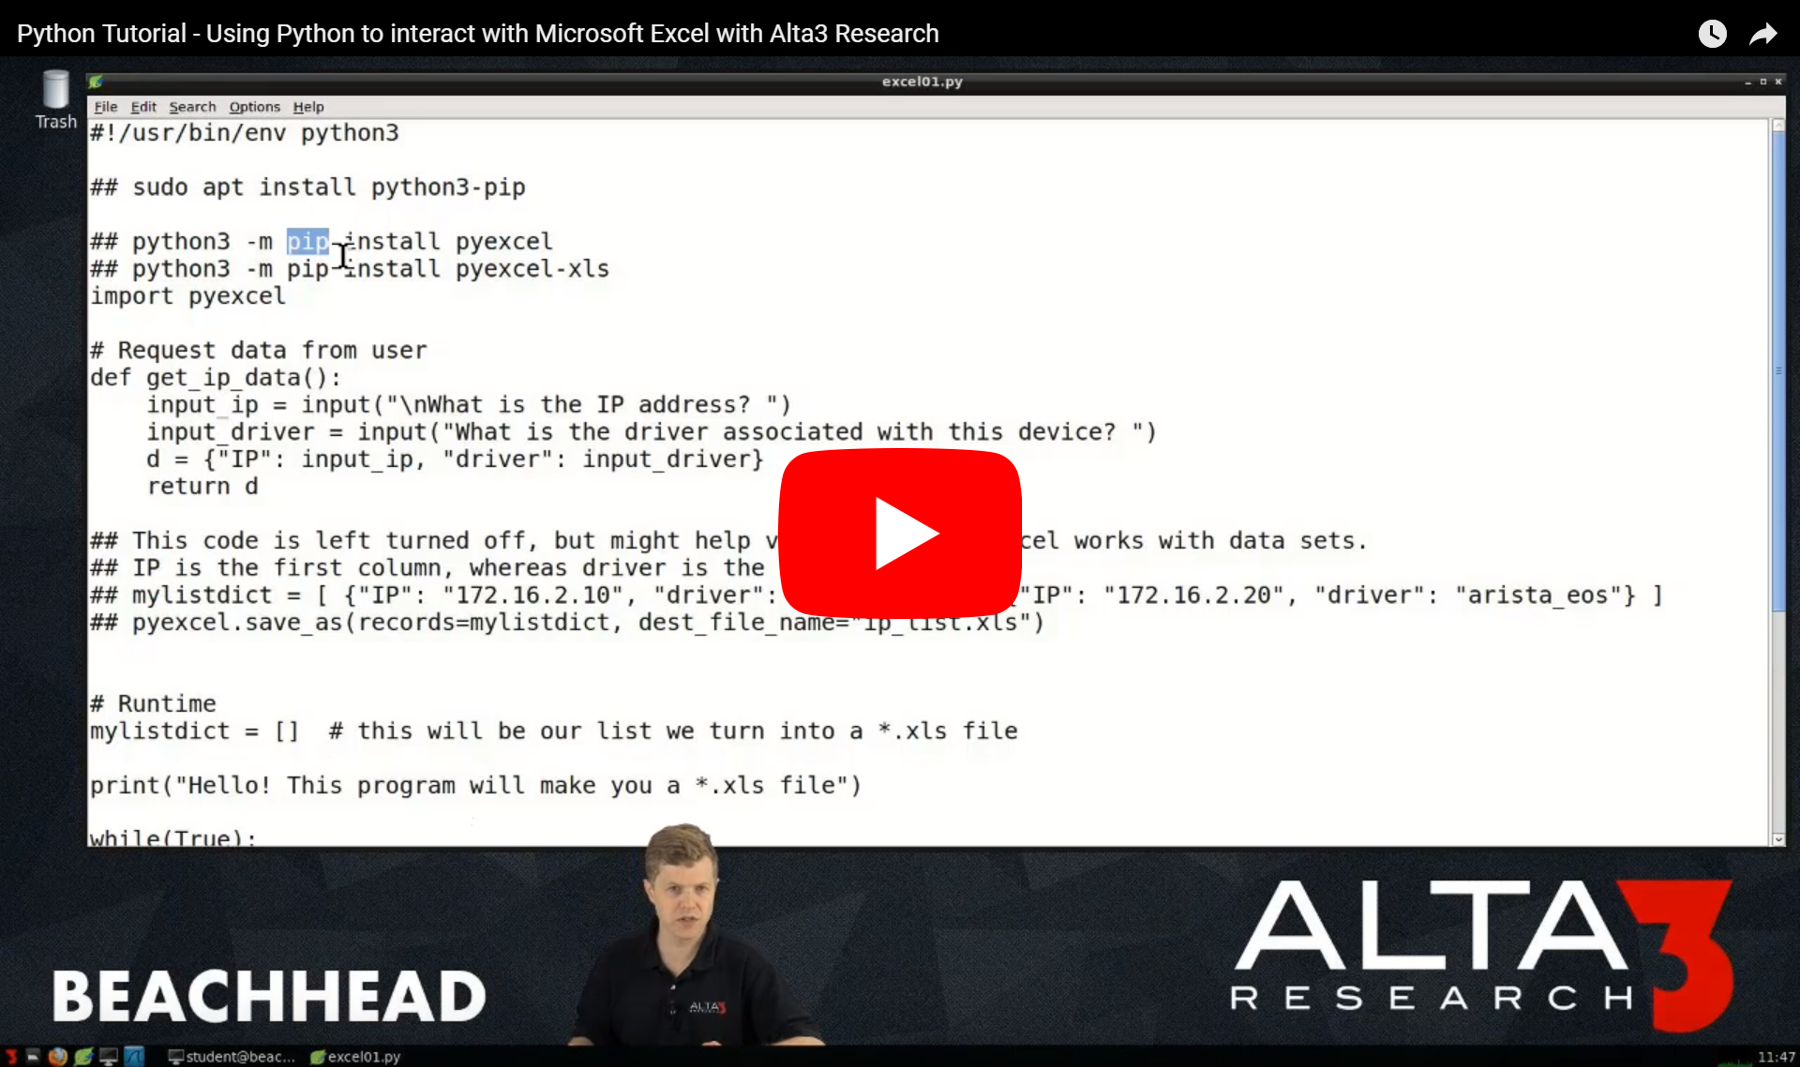 Python Tutorial - Using Python to interact with Microsoft Excel with Alta3 Research
Trash
excel01.py
File Edit Search Options Help
#!/usr/bin/env python3
## sudo apt install python3-pip
## python3 -m pip install pyexcel
## python3 -m pip install pyexcel-xls
import pyexcel
# Request data from user
def get_ip_data():
    input_ip = input("\nWhat is the IP address? ")
    input_driver = input("What is the driver associated with this device? ")
    d = {"IP": input_ip, "driver": input_driver}
    return d
## This code is left turned off, but might help v cel works with data sets.
## IP is the first column, whereas driver is the
## mylistdict = [ {"IP": "172.16.2.10", "driver": "IP": "172.16.2.20", "driver": "arista_eos"} ]
## pyexcel.save_as(records=mylistdict, dest_file_name="ip_list.xls")
# Runtime
mylistdict = []  # this will be our list we turn into a *.xls file
print("Hello! This program will make you a *.xls file")
while(True):
BEACHHEAD
ALTA3
ALTA3
RESEARCH
student@beac...
excel01.py
11:47